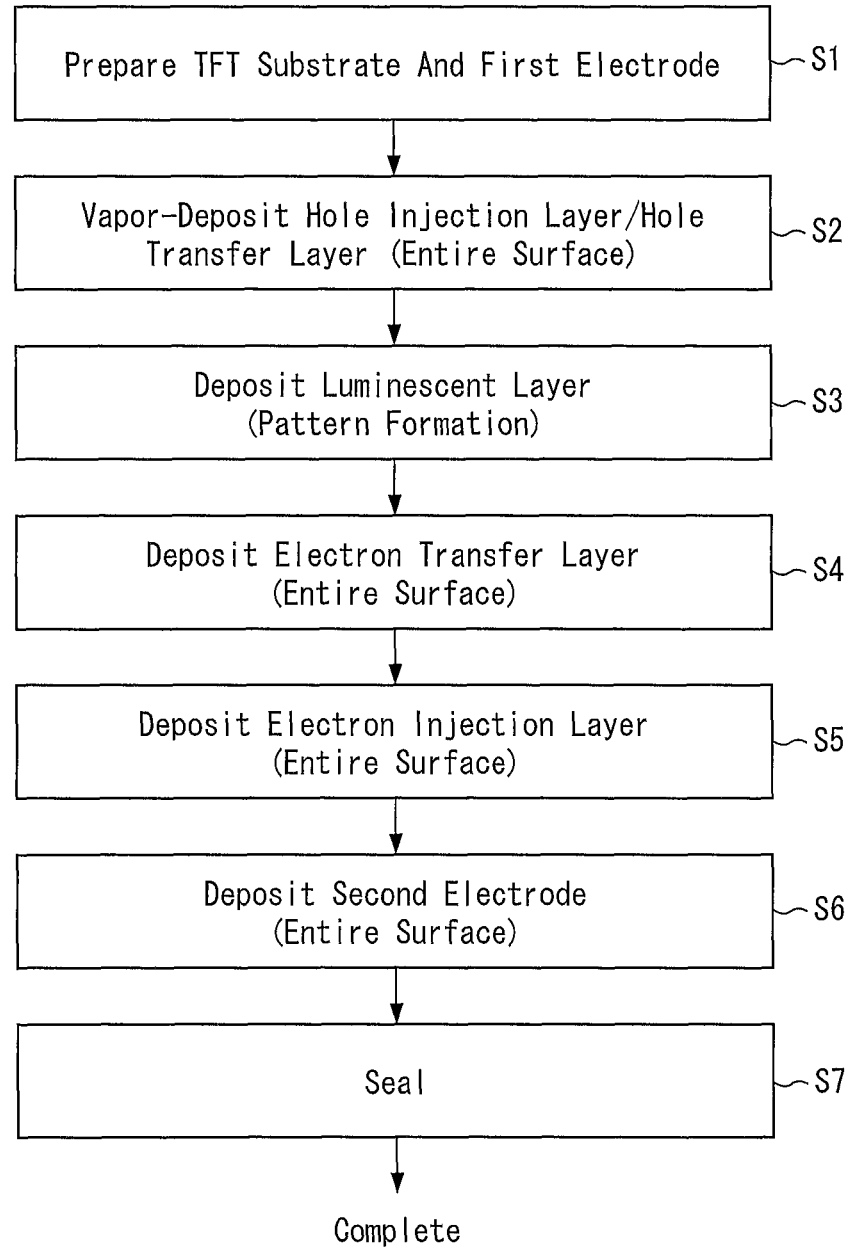 Prepare TFT Substrate And First Electrode
S1
Vapor-Deposit Hole Injection Layer/Hole
Transfer Layer (Entire Surface)
S2
Deposit Luminescent Layer
(Pattern Formation)
S3
Deposit Electron Transfer Layer
(Entire Surface)
S4
Deposit Electron Injection Layer
(Entire Surface)
S5
Deposit Second Electrode
(Entire Surface)
S6
Seal
S7
Complete